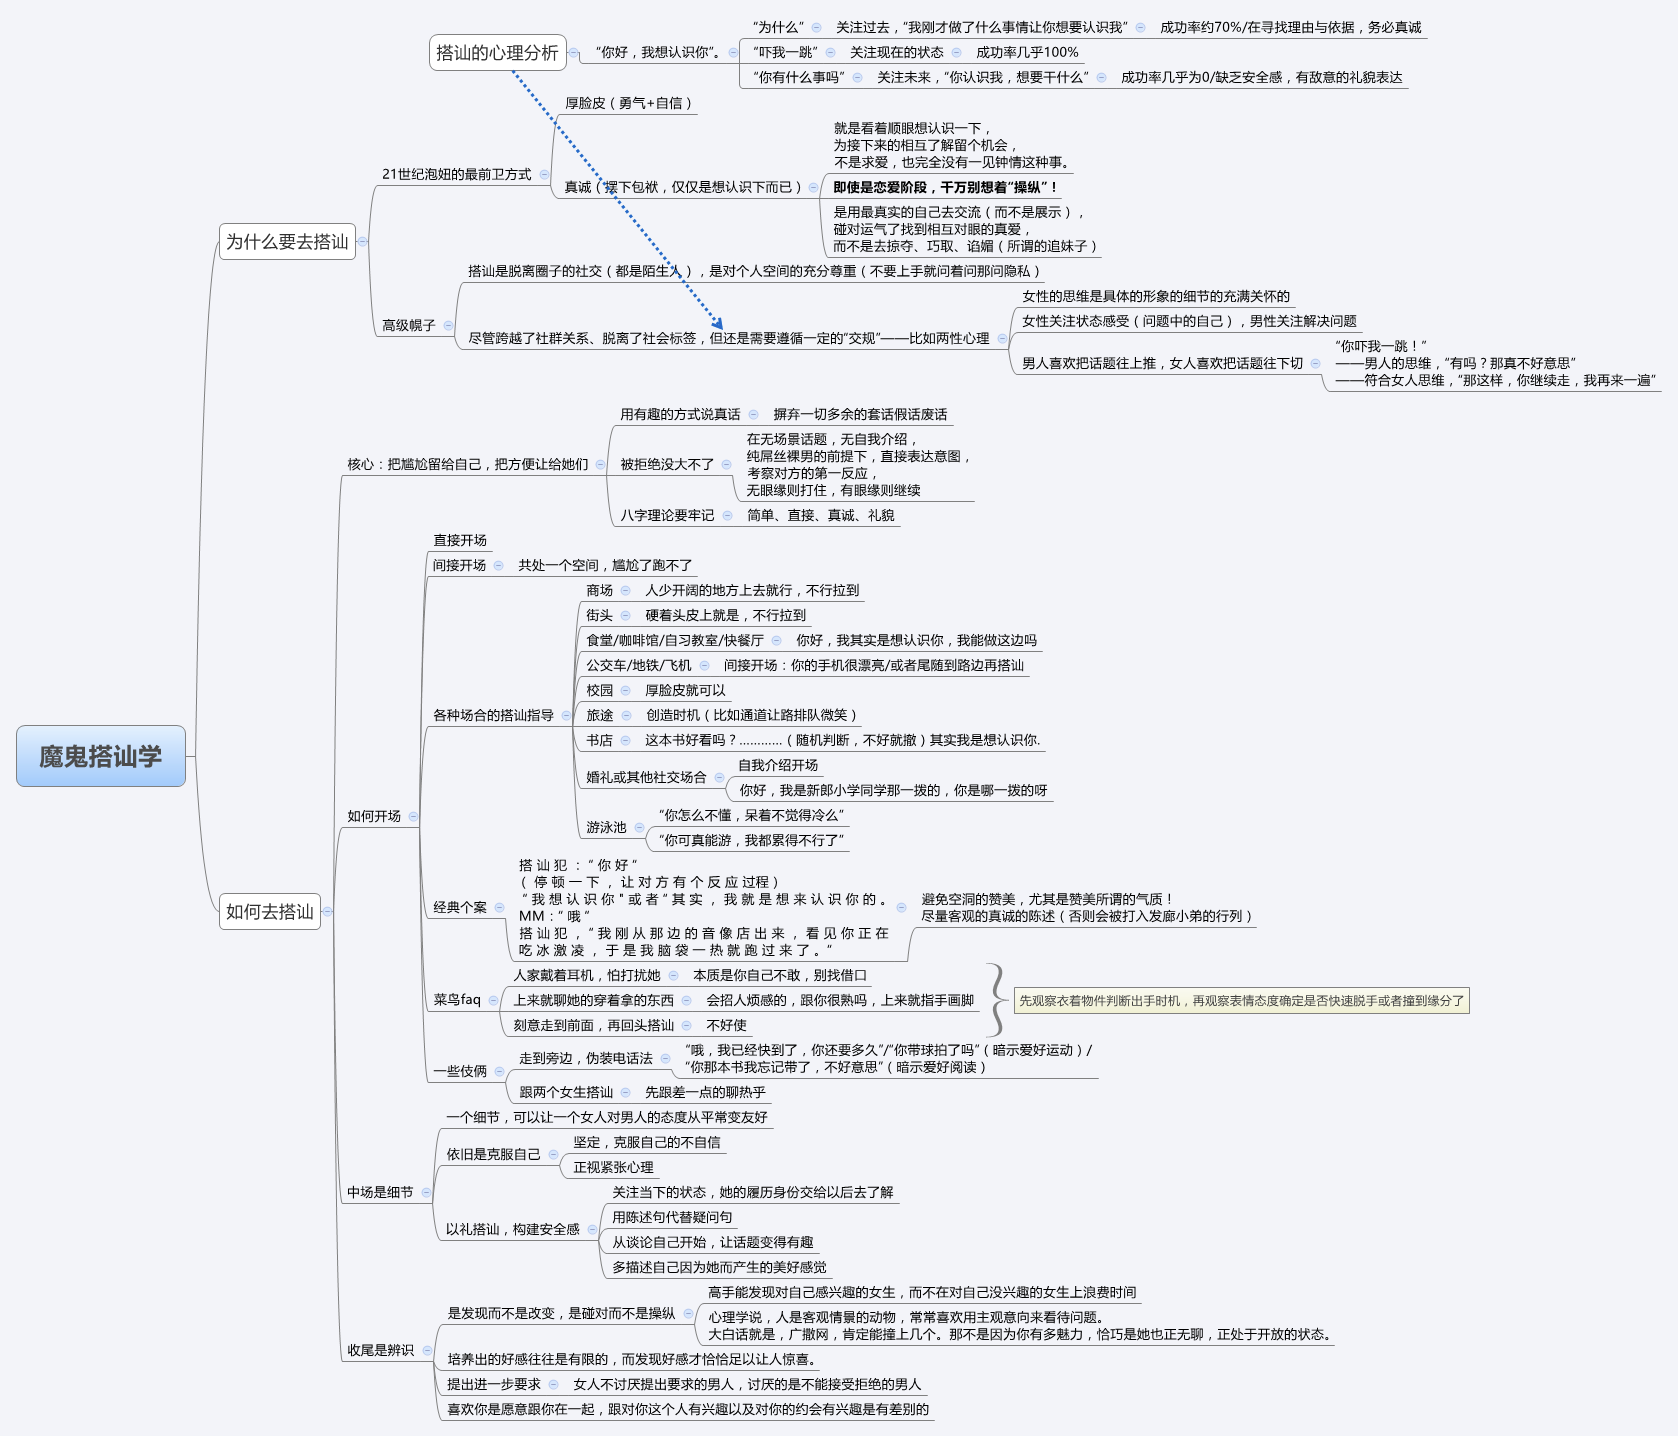 搭讪的心理分析
“你好，我想认识你”。
“为什么”
关注过去，“我刚才做了什么事情让你想要认识我”
成功率约70%/在寻找理由与依据，务必真诚
“吓我一跳”
关注现在的状态
成功率几乎100%
“你有什么事吗”
关注未来，“你认识我，想要干什么”
成功率几乎为0/缺乏安全感，有敌意的礼貌表达
魔鬼搭讪学
为什么要去搭讪
21世纪泡妞的最前卫方式
厚脸皮（勇气+自信）
真诚（摆下包袱，仅仅是想认识下而已）
就是看着顺眼想认识一下，
为接下来的相互了解留个机会，
不是求爱，也完全没有一见钟情这种事。
即使是恋爱阶段，千万别想着“操纵”！
是用最真实的自己去交流（而不是展示），
碰对运气了找到相互对眼的真爱，
而不是去掠夺、巧取、谄媚（所谓的追妹子）
高级幌子
搭讪是脱离圈子的社交（都是陌生人），是对个人空间的充分尊重（不要上手就问着问那问隐私）
尽管跨越了社群关系、脱离了社会标签，但还是需要遵循一定的“交规”——比如两性心理
女性的思维是具体的形象的细节的充满关怀的
女性关注状态感受（问题中的自己），男性关注解决问题
男人喜欢把话题往上推，女人喜欢把话题往下切
“你吓我一跳！”
——男人的思维，“有吗？那真不好意思”
——符合女人思维，“那这样，你继续走，我再来一遍”
如何去搭讪
核心：把尴尬留给自己，把方便让给她们
用有趣的方式说真话
摒弃一切多余的套话假话废话
被拒绝没大不了
在无场景话题，无自我介绍，
纯屌丝裸男的前提下，直接表达意图，
考察对方的第一反应，
无眼缘则打住，有眼缘则继续
八字理论要牢记
简单、直接、真诚、礼貌
如何开场
直接开场
间接开场
共处一个空间，尴尬了跑不了
各种场合的搭讪指导
商场
人少开阔的地方上去就行，不行拉到
街头
硬着头皮上就是，不行拉到
食堂/咖啡馆/自习教室/快餐厅
你好，我其实是想认识你，我能做这边吗
公交车/地铁/飞机
间接开场：你的手机很漂亮/或者尾随到路边再搭讪
校园
厚脸皮就可以
旅途
创造时机（比如通道让路排队微笑）
书店
这本书好看吗？…………（随机判断，不好就撤）其实我是想认识你.
婚礼或其他社交场合
自我介绍开场
你好，我是新郎小学同学那一拨的，你是哪一拨的呀
游泳池
“你怎么不懂，呆着不觉得冷么”
“你可真能游，我都累得不行了”
经典个案
搭 讪 犯 ：“ 你 好 “
（ 停 顿 一 下 ， 让 对 方 有 个 反 应 过程 ）
“ 我 想 认 识 你 " 或 者 “ 其 实 ， 我 就 是 想 来 认 识 你 的 。
MM：“ 哦 ”
搭 讪 犯 ，“ 我 刚 从 那 边 的 音 像 店 出 来 ， 看 见 你 正 在
吃 冰 激 凌 ， 于 是 我 脑 袋 一 热 就 跑 过 来 了 。“
避免空洞的赞美，尤其是赞美所谓的气质！
尽量客观的真诚的陈述（否则会被打入发廊小弟的行列）
菜鸟faq
人家戴着耳机，怕打扰她
本质是你自己不敢，别找借口
上来就聊她的穿着拿的东西
会招人烦感的，跟你很熟吗，上来就指手画脚
刻意走到前面，再回头搭讪
不好使
先观察衣着物件判断出手时机，再观察表情态度确定是否快速脱手或者撞到缘分了
一些伎俩
走到旁边，伪装电话法
“哦，我已经快到了，你还要多久”/“你带球拍了吗”（暗示爱好运动）/
“你那本书我忘记带了，不好意思”（暗示爱好阅读）
跟两个女生搭讪
先跟差一点的聊热乎
中场是细节
一个细节，可以让一个女人对男人的态度从平常变友好
依旧是克服自己
坚定，克服自己的不自信
正视紧张心理
以礼搭讪，构建安全感
关注当下的状态，她的履历身份交给以后去了解
用陈述句代替疑问句
从谈论自己开始，让话题变得有趣
多描述自己因为她而产生的美好感觉
收尾是辨识
是发现而不是改变，是碰对而不是操纵
高手能发现对自己感兴趣的女生，而不在对自己没兴趣的女生上浪费时间
心理学说，人是客观情景的动物，常常喜欢用主观意向来看待问题。
大白话就是，广撒网，肯定能撞上几个。那不是因为你有多魅力，恰巧是她也正无聊，正处于开放的状态。
培养出的好感往往是有限的，而发现好感才恰恰足以让人惊喜。
提出进一步要求
女人不讨厌提出要求的男人，讨厌的是不能接受拒绝的男人
喜欢你是愿意跟你在一起，跟对你这个人有兴趣以及对你的约会有兴趣是有差别的